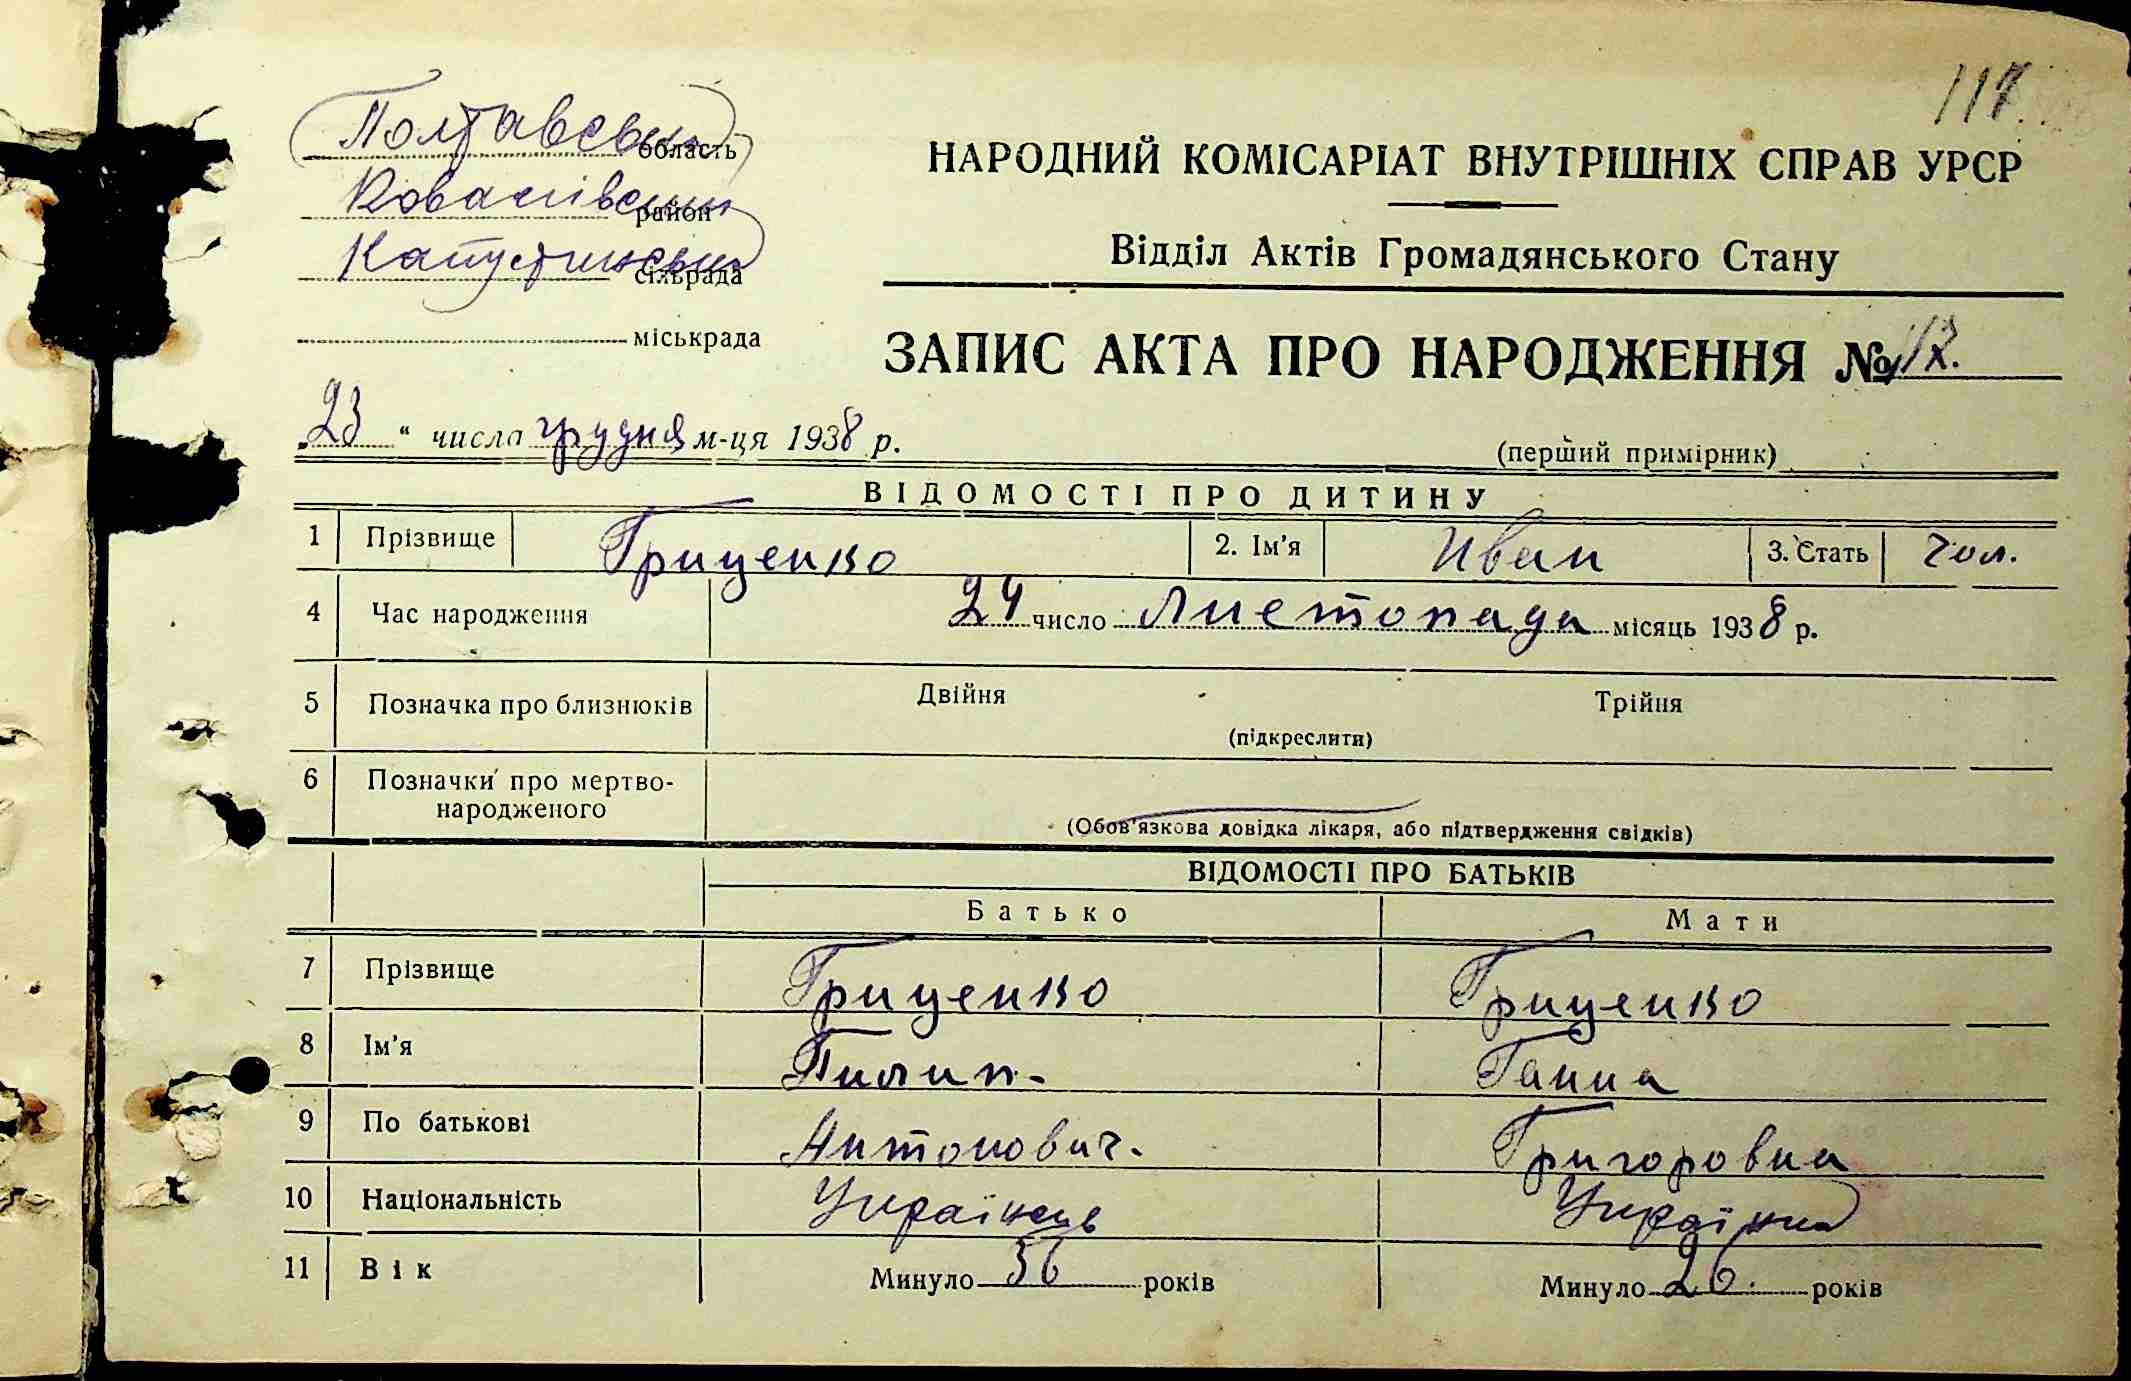 117
Полтавська область
Ковалівський район
Капустинська сільрада
міськрада
НАРОДНИЙ КОМІСАРІАТ ВНУТРІШНІХ СПРАВ УРСР
Відділ Актів Громадянського Стану
ЗАПИС АКТА ПРО НАРОДЖЕННЯ №
„23“ числа грудня м-ця 1938 р.
(перший примірник)
ВІДОМОСТІ ПРО ДИТИНУ
1 Прізвище Гриценко 2. Ім'я Иван 3. Стать Чол.
4 Час народження 24 число Листопада місяць 1938 р.
5 Позначка про близнюків Двійня Трійня
(підкреслити)
6 Позначки про мертво-
народженого
(Обов'язкова довідка лікаря, або підтвердження свідків)
ВІДОМОСТІ ПРО БАТЬКІВ
Батько Мати
7 Прізвище Гриценко Гриценко
8 Ім'я Пилип. Ганна
9 По батькові Антонович. Григоровна
10 Національність Українець Українка
11 Вік Минуло 36 років Минуло 26. років